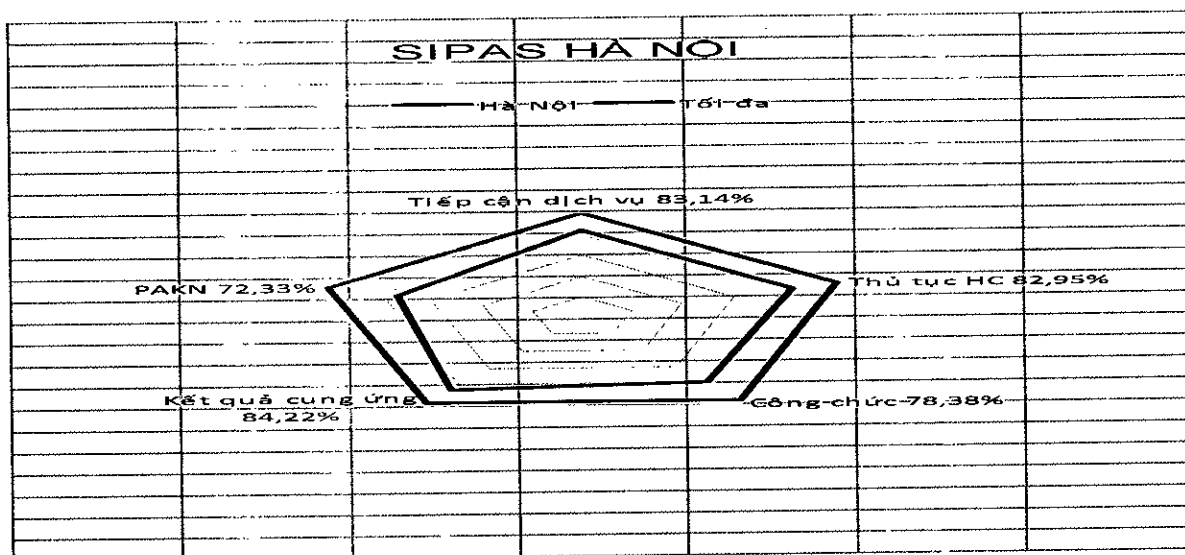 SIPAS HÀ NỘI
Hà Nội Tối đa
Tiếp cận dịch vụ 83,14%
PAKN 72,33%
Thủ tục HC 82,95%
Kết quả cung ứng
84,22%
Công chức 78,38%